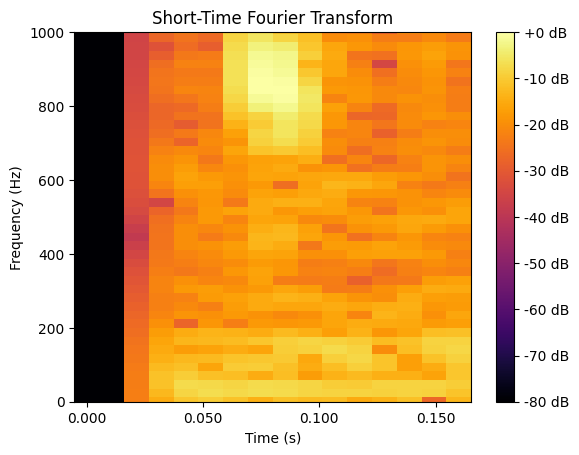 Short-Time Fourier Transform
Frequency (Hz)
1000
800
600
400
200
0
0.000 0.050 0.100 0.150
Time (s)
+0 dB
-10 dB
-20 dB
-30 dB
-40 dB
-50 dB
-60 dB
-70 dB
-80 dB